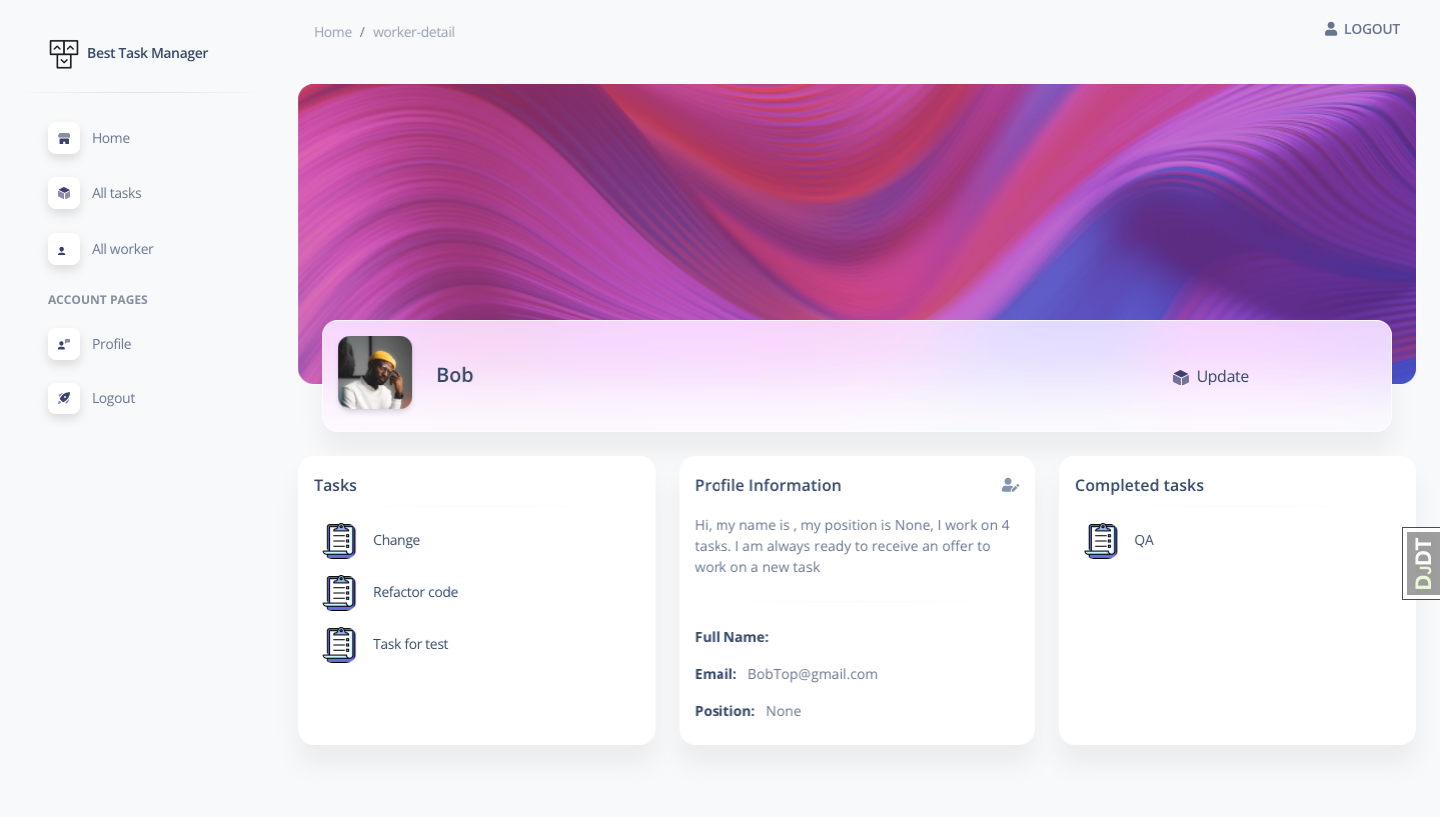 Best Task Manager
Home / worker-detail
LOGOUT
Home
All tasks
All worker
ACCOUNT PAGES
Profile
Logout
Bob
Update
Tasks
Change
Refactor code
Task for test
Profile Information
Hi, my name is , my position is None, I work on 4
tasks. I am always ready to receive an offer to
work on a new task
Full Name:
Email: BobTop@gmail.com
Position: None
Completed tasks
QA
DJDT